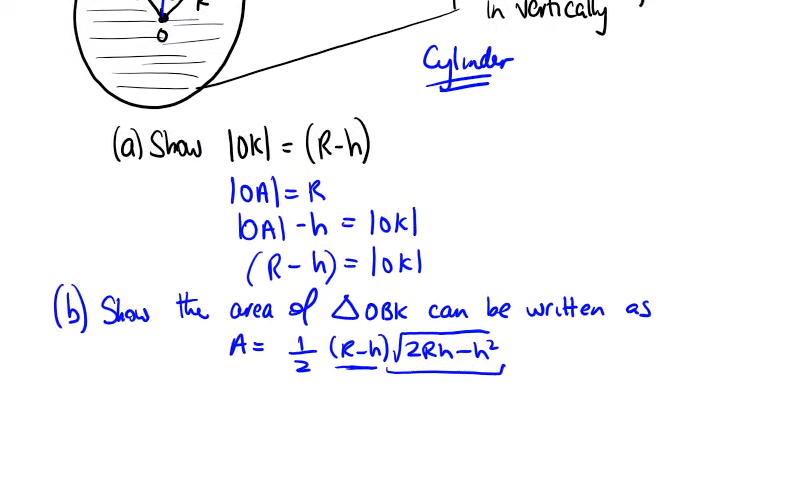 R
in vertically
O
Cylinder
(a) Show |OK| = (R-h)
|OA| = R
|OA| - h = |OK|
(R - h) = |OK|
(b) Show the area of △OBK can be written as
A = 1/2 (R-h)√2Rh-h²